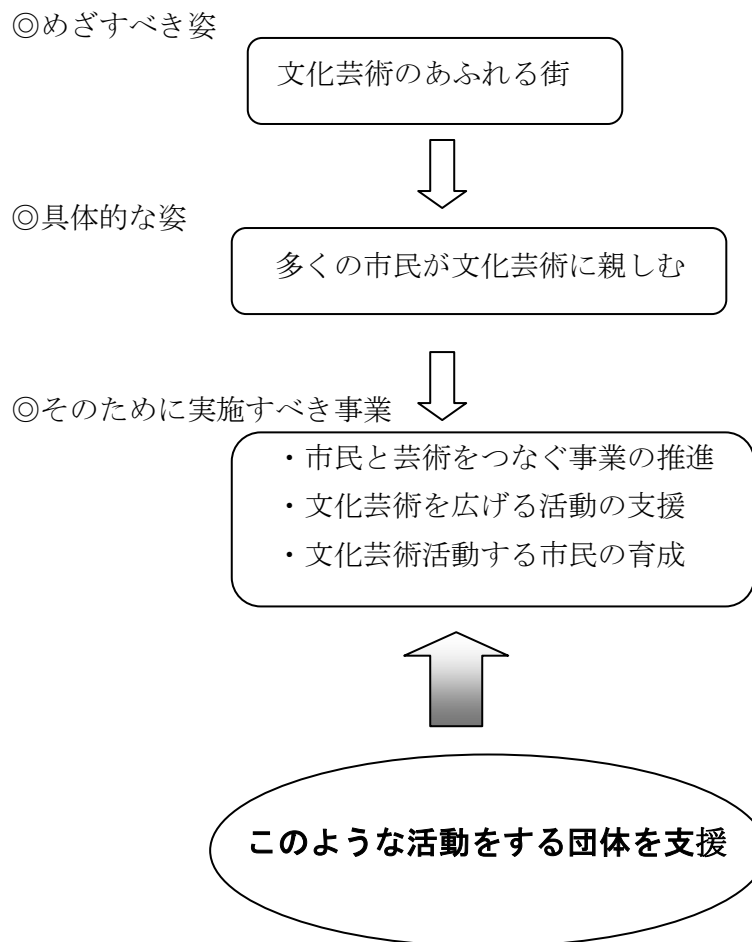 ◎めざすべき姿
文化芸術のあふれる街
◎具体的な姿
多くの市民が文化芸術に親しむ
◎そのために実施すべき事業
・市民と芸術をつなぐ事業の推進
・文化芸術を広げる活動の支援
・文化芸術活動する市民の育成
このような活動をする団体を支援